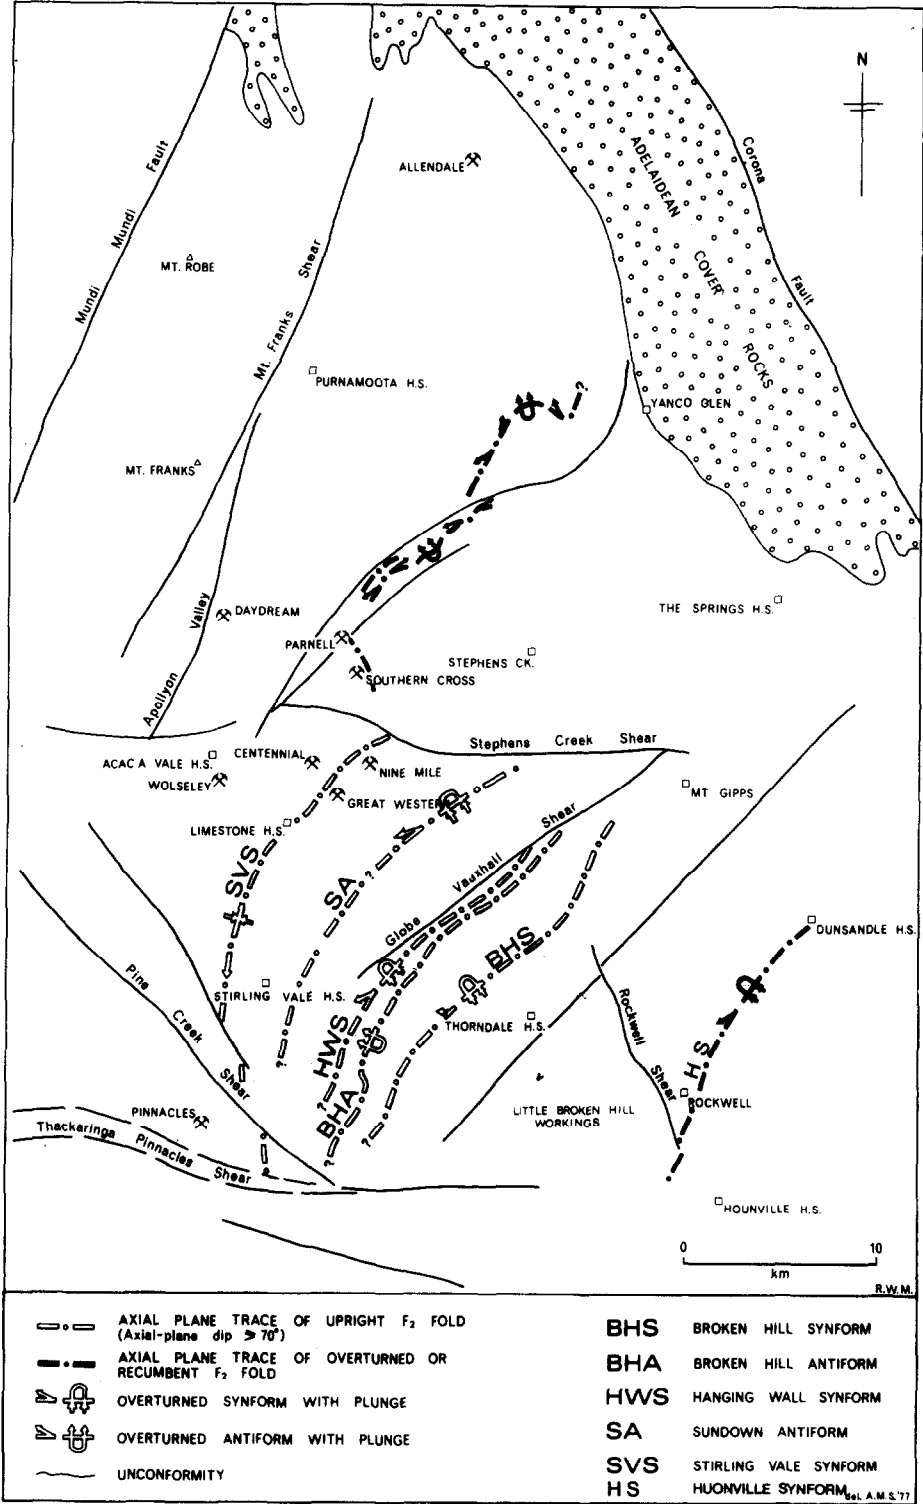 N
Mundi Mundi Fault
ALLENDALE
ADELAIDEAN COVER ROCKS
Corona Fault
MT. ROBE
Mt. Franks Shear
PURNAMOOTA H.S.
?
YANCO GLEN
MT. FRANKS
Apollyon Valley
DAYDREAM
THE SPRINGS H.S.
PARNELL
STEPHENS CK.
SOUTHERN CROSS
Stephens Creek Shear
ACACIA VALE H.S.
CENTENNIAL
WOLSELEY
NINE MILE
GREAT WESTERN
MT GIPPS
LIMESTONE H.S.
SVS
?
SA
Globe Vauxhall Shear
BHS
DUNSANDLE H.S.
Pine Creek Shear
STIRLING VALE H.S.
HWS
?
THORNDALE H.S.
Rockwell Shear
HS
?
?
BHA
?
?
ROCKWELL
LITTLE BROKEN HILL
WORKINGS
PINNACLES
Thackaringa Pinnacles Shear
HOUNVILLE H.S.
0 10
km
R.W.M.
AXIAL PLANE TRACE OF UPRIGHT F₂ FOLD
(Axial-plane dip ⩾ 70°)
AXIAL PLANE TRACE OF OVERTURNED OR
RECUMBENT F₂ FOLD
OVERTURNED SYNFORM WITH PLUNGE
OVERTURNED ANTIFORM WITH PLUNGE
UNCONFORMITY
BHS BROKEN HILL SYNFORM
BHA BROKEN HILL ANTIFORM
HWS HANGING WALL SYNFORM
SA SUNDOWN ANTIFORM
SVS STIRLING VALE SYNFORM
HS HUONVILLE SYNFORM
del. A.M.S.'77